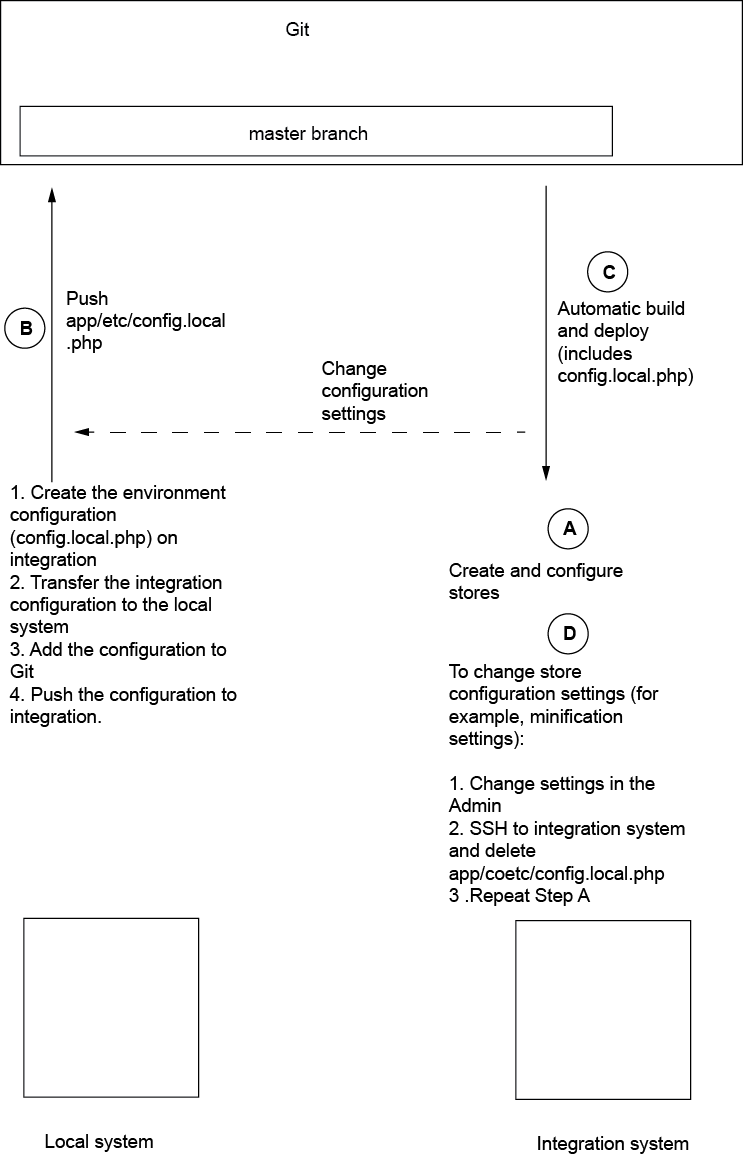 Git
master branch
B
Push
app/etc/config.local
.php
C
Automatic build
and deploy
(includes
config.local.php)
Change
configuration
settings
1. Create the environment
configuration
(config.local.php) on
integration
2. Transfer the integration
configuration to the local
system
3. Add the configuration to
Git
4. Push the configuration to
integration.
A
Create and configure
stores
D
To change store
configuration settings (for
example, minification
settings):
1. Change settings in the
Admin
2. SSH to integration system
and delete
app/coetc/config.local.php
3 .Repeat Step A
Local system
Integration system